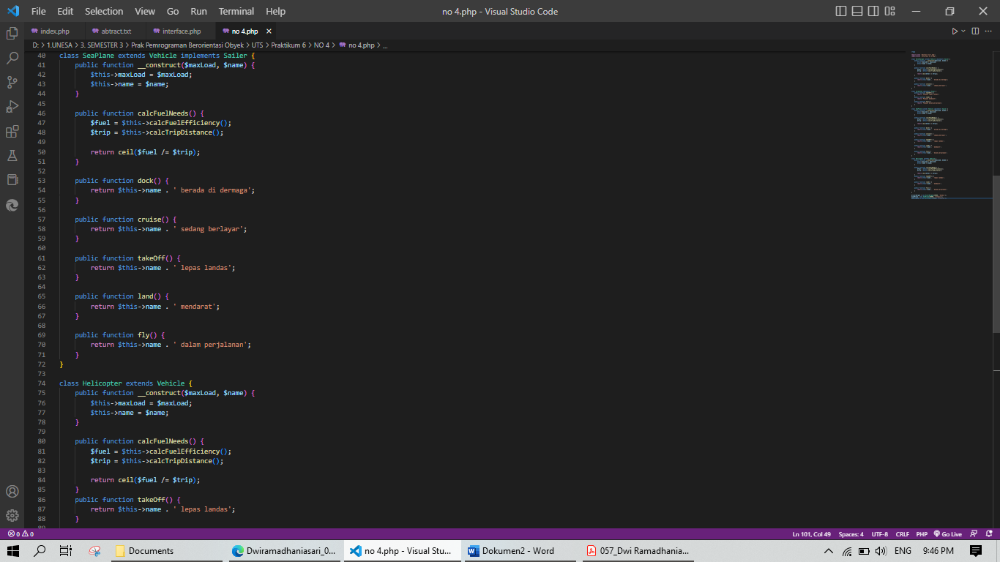 File Edit Selection View Go Run Terminal Help no 4.php - Visual Studio Code
index.php abtract.txt interface.php no 4.php
D: > 1.UNESA > 3. SEMESTER 3 > Prak Pemrograman Berorientasi Obyek > UTS > Praktikum 6 > NO 4 > no 4.php > ...
40 class SeaPlane extends Vehicle implements Sailer {
41 public function __construct($maxLoad, $name) {
42 $this->maxLoad = $maxLoad;
43 $this->name = $name;
44 }
45
46 public function calcFuelNeeds() {
47 $fuel = $this->calcFuelEfficiency();
48 $trip = $this->calcTripDistance();
49
50 return ceil($fuel /= $trip);
51 }
52
53 public function dock() {
54 return $this->name . ' berada di dermaga';
55 }
56
57 public function cruise() {
58 return $this->name . ' sedang berlayar';
59 }
60
61 public function takeOff() {
62 return $this->name . ' lepas landas';
63 }
64
65 public function land() {
66 return $this->name . ' mendarat';
67 }
68
69 public function fly() {
70 return $this->name . ' dalam perjalanan';
71 }
72 }
73
74 class Helicopter extends Vehicle {
75 public function __construct($maxLoad, $name) {
76 $this->maxLoad = $maxLoad;
77 $this->name = $name;
78 }
79
80 public function calcFuelNeeds() {
81 $fuel = $this->calcFuelEfficiency();
82 $trip = $this->calcTripDistance();
83
84 return ceil($fuel /= $trip);
85 }
86 public function takeOff() {
87 return $this->name . ' lepas landas';
88 }
0 0 Ln 101, Col 49 Spaces: 4 UTF-8 CRLF PHP Go Live
Documents Dwiramadhaniasari_0... no 4.php - Visual Stu... Dokumen2 - Word 057_Dwi Ramadhania... ENG 9:46 PM